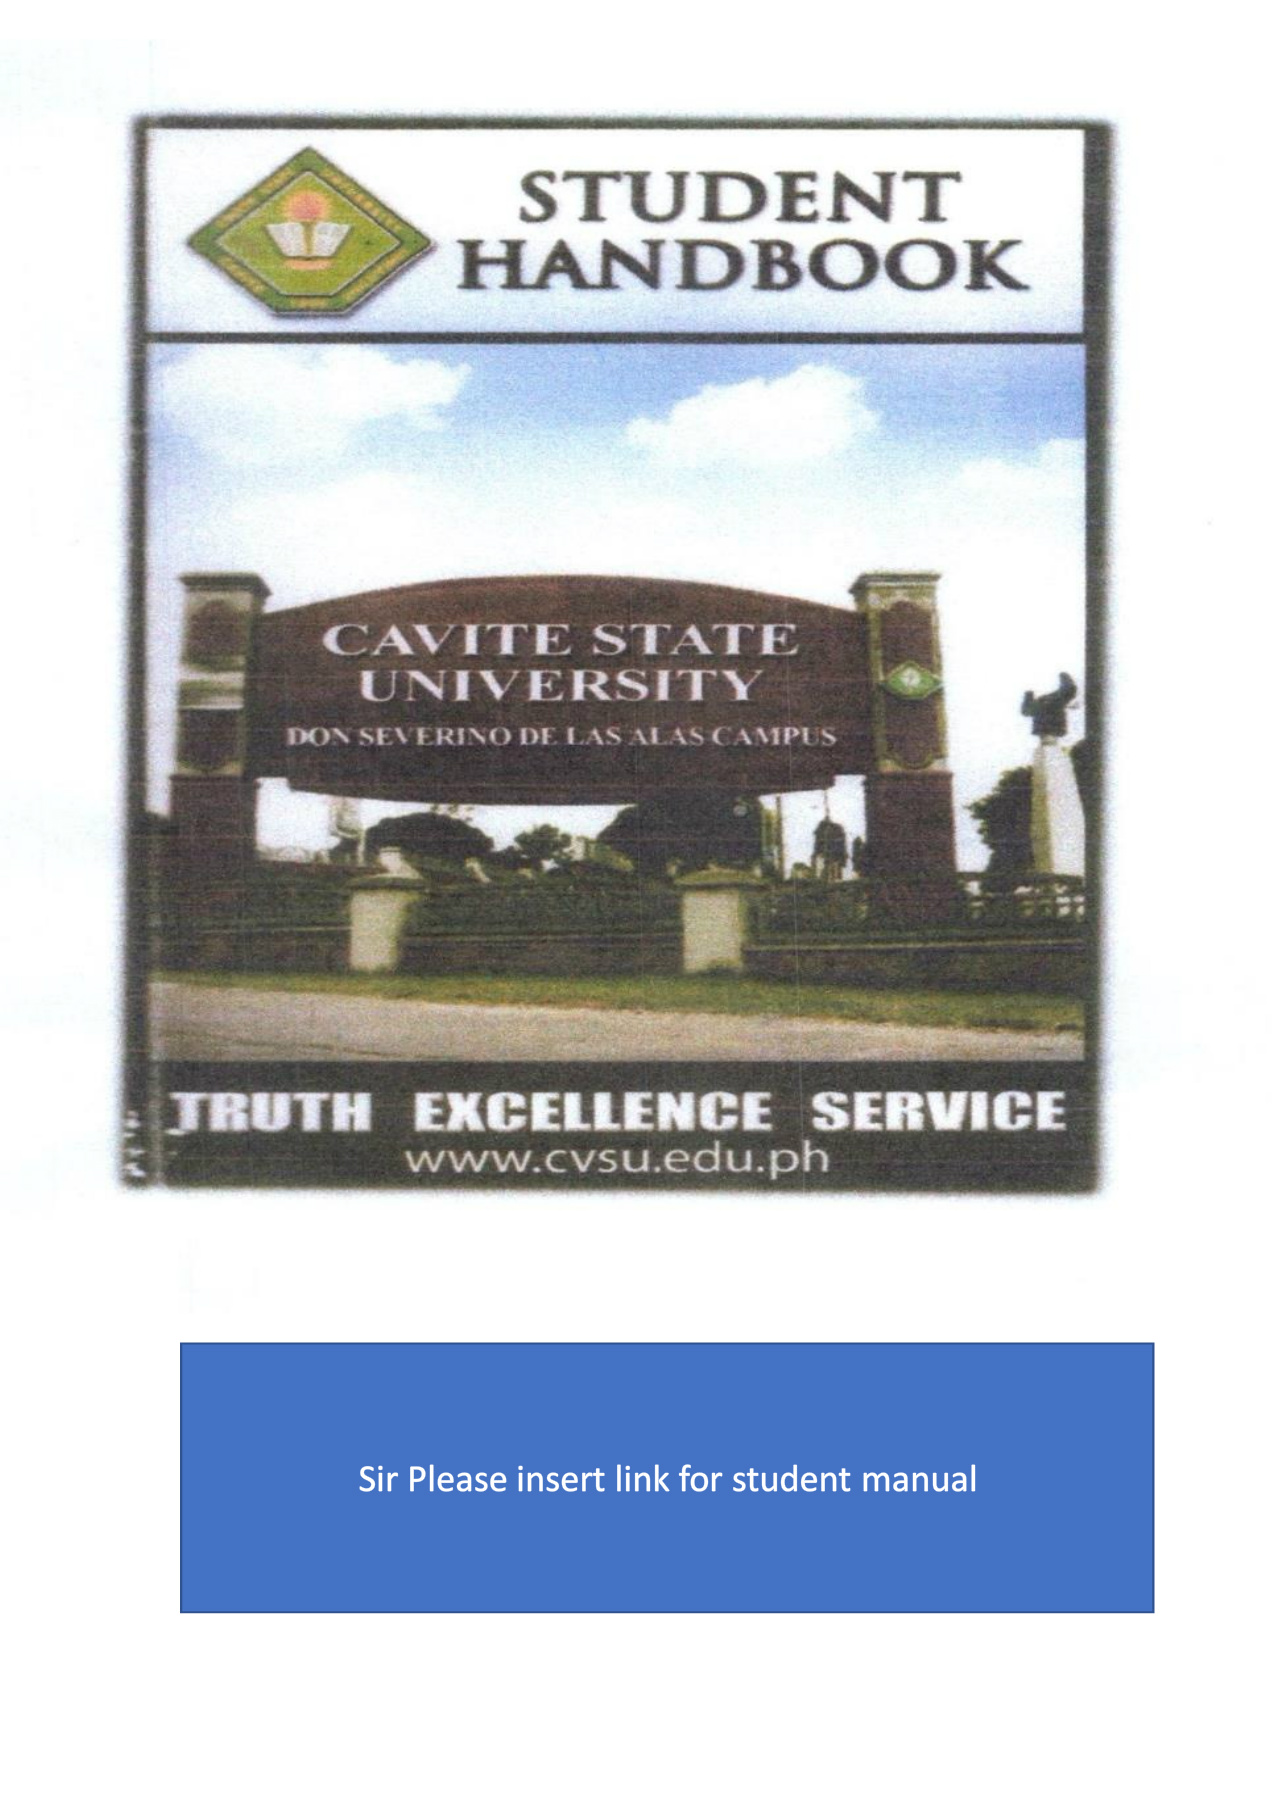 STUDENT
HANDBOOK
CAVITE STATE
UNIVERSITY
DON SEVERINO DE LAS ALAS CAMPUS
TRUTH EXCELLENCE SERVICE
www.cvsu.edu.ph
Sir Please insert link for student manual